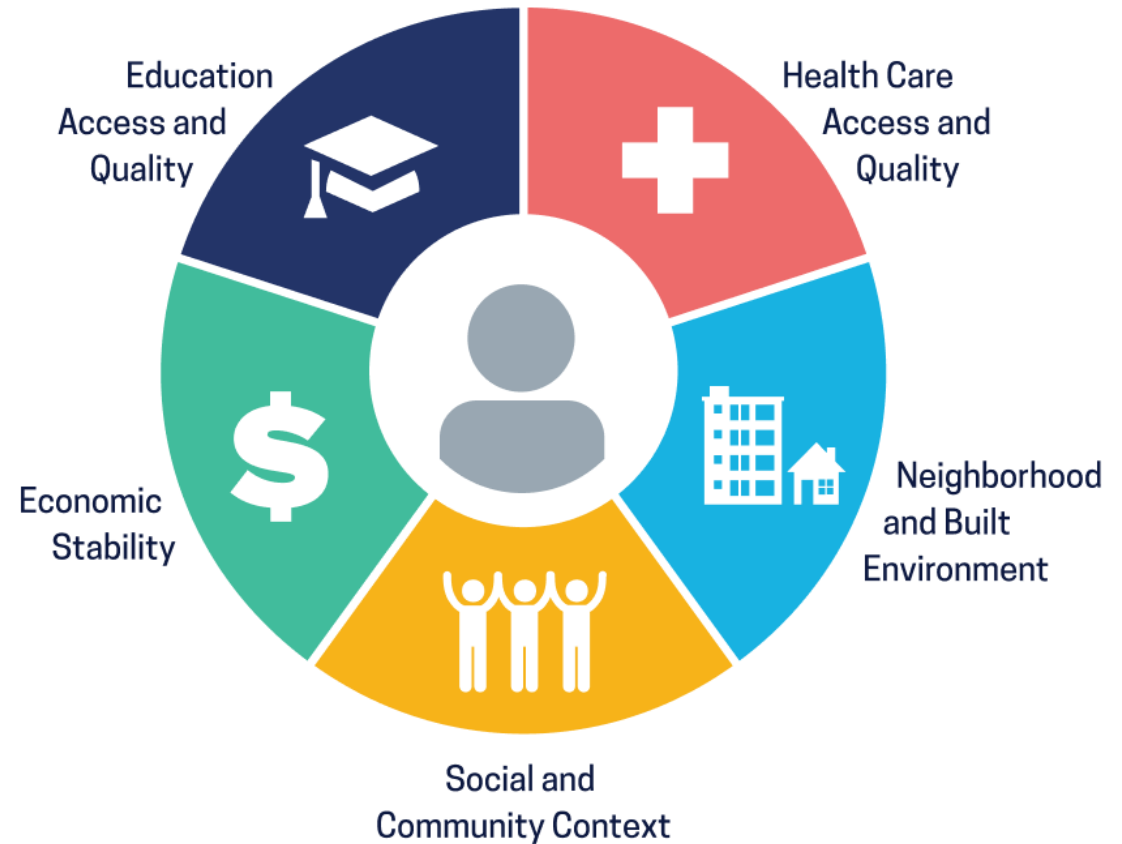 Education
Access and
Quality
Health Care
Access and
Quality
Economic
Stability
Neighborhood
and Built
Environment
Social and
Community Context